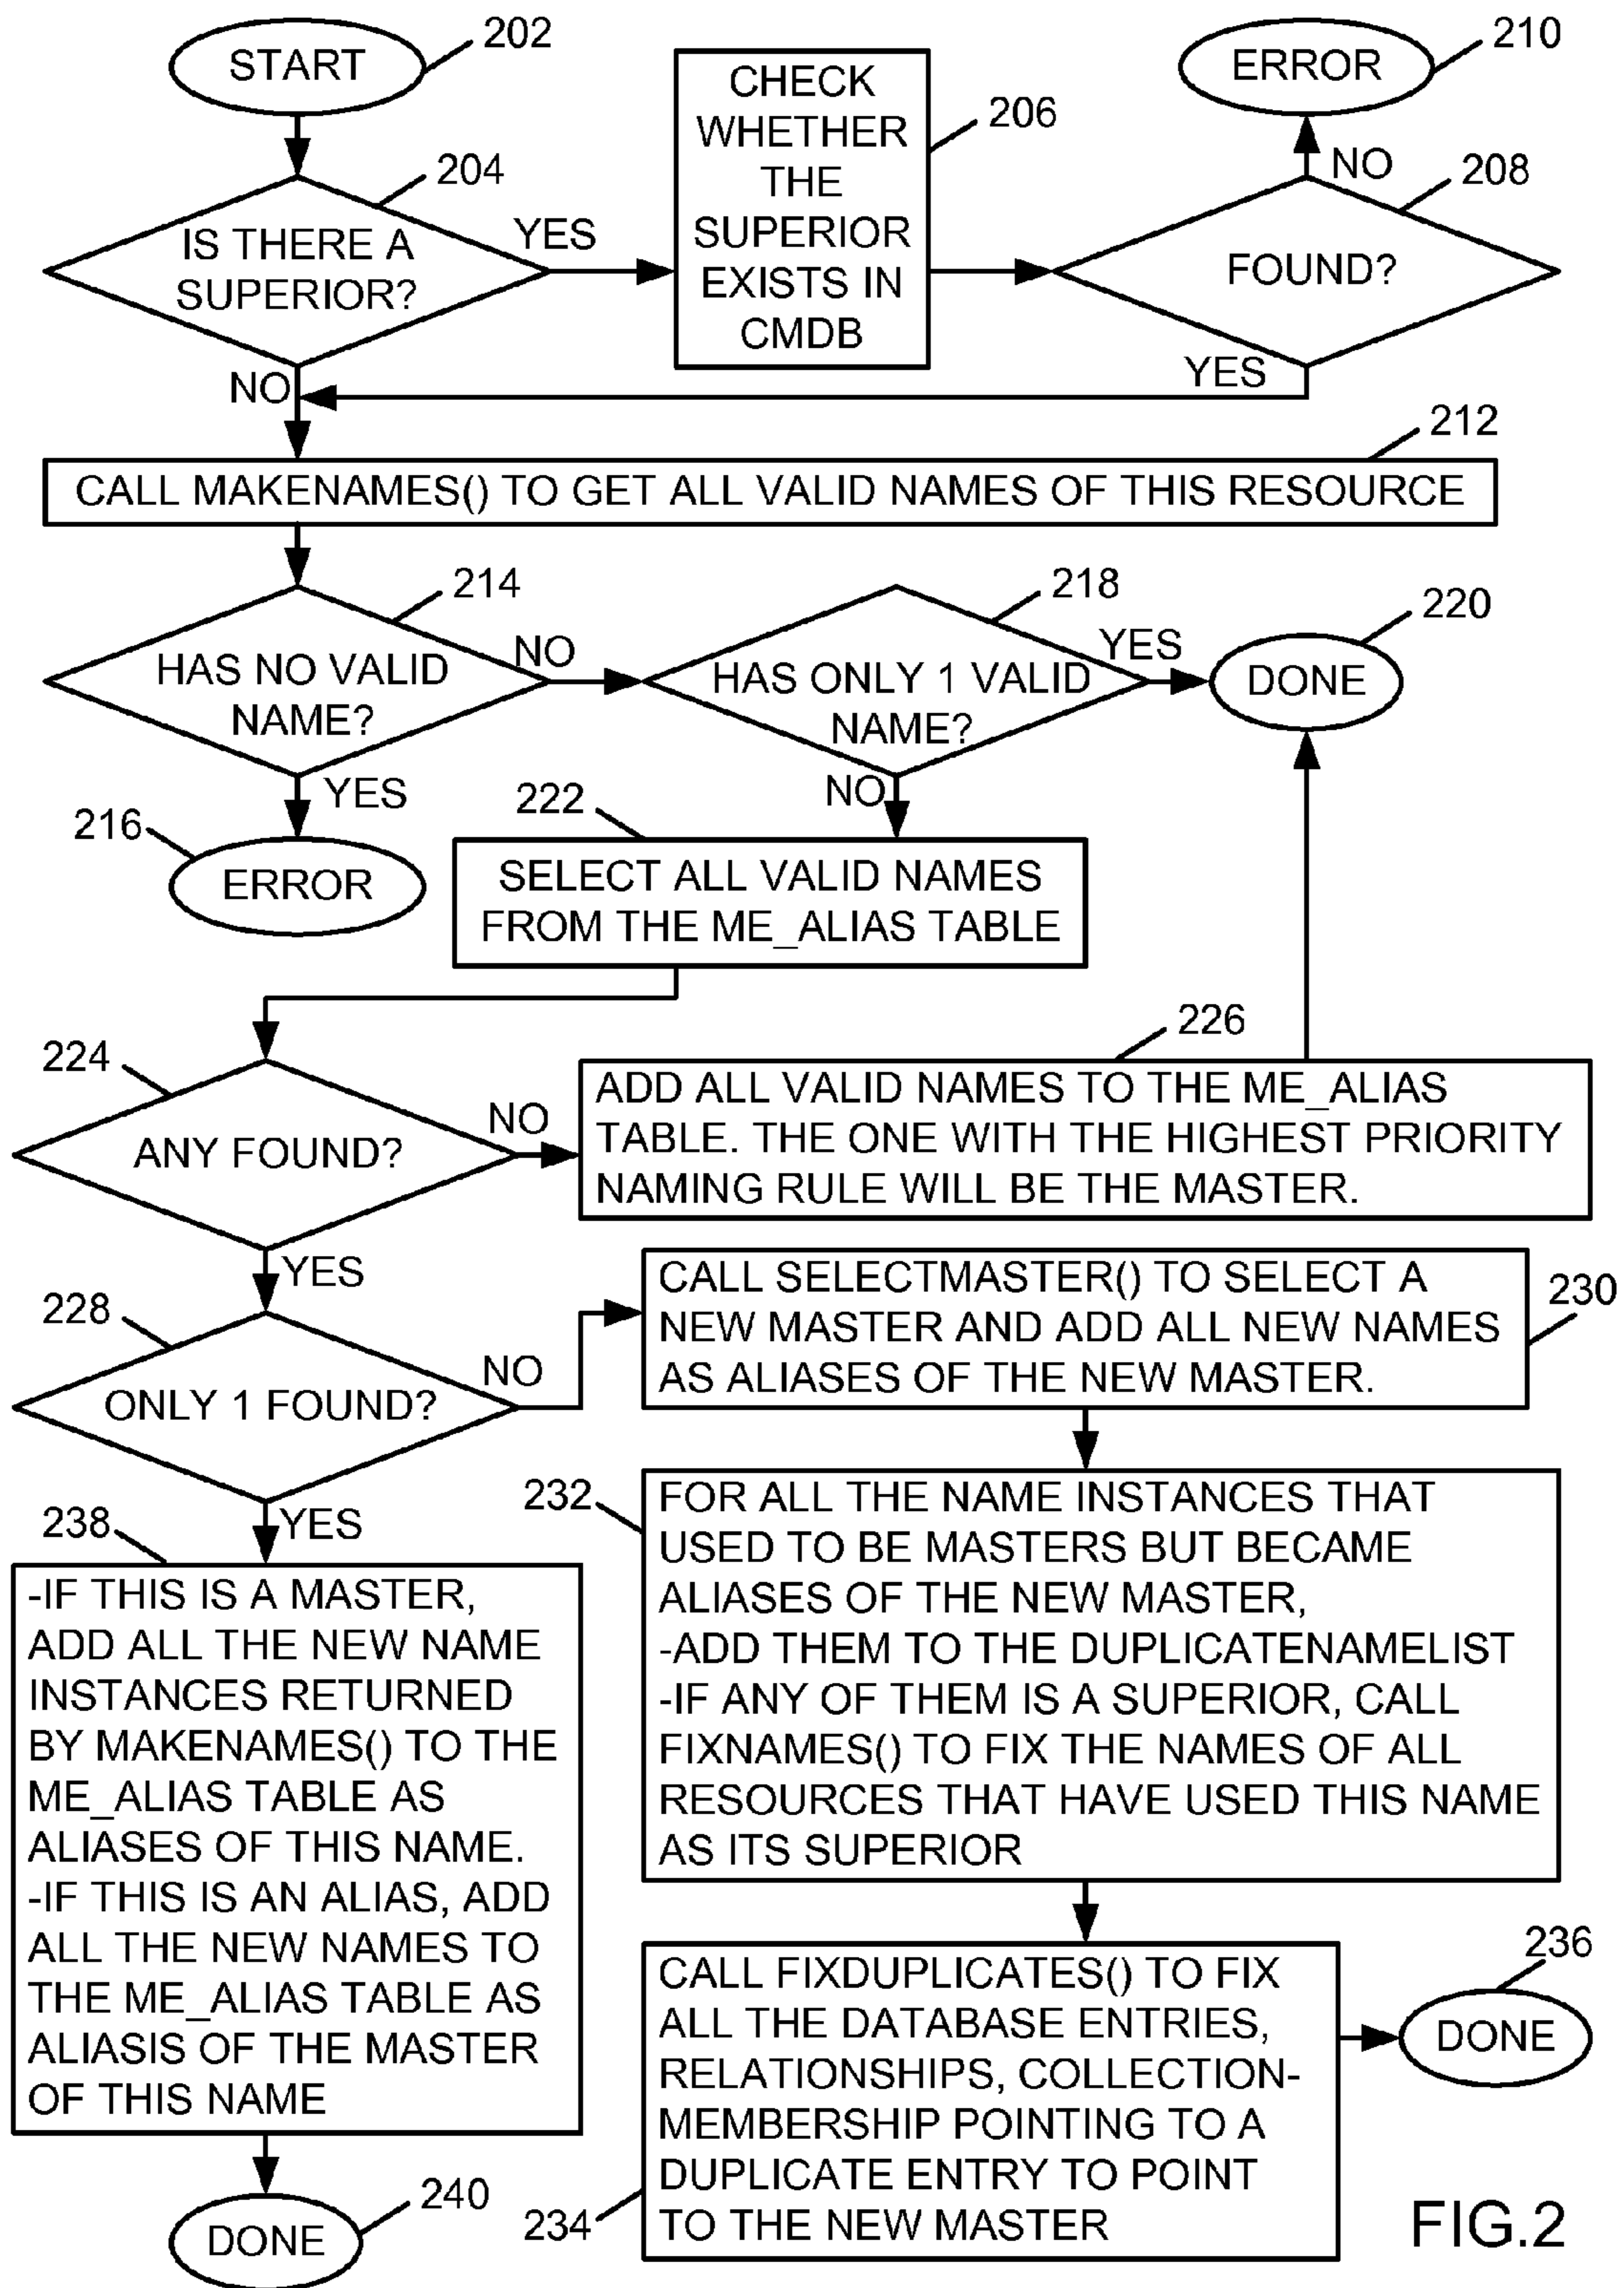 START
202
CHECK
WHETHER
THE
SUPERIOR
EXISTS IN
CMDB
206
ERROR
210
IS THERE A
SUPERIOR?
204
YES
NO
FOUND?
208
NO
YES
212
CALL MAKENAMES() TO GET ALL VALID NAMES OF THIS RESOURCE
HAS NO VALID
NAME?
214
NO
YES
216
ERROR
HAS ONLY 1 VALID
NAME?
218
YES
NO
DONE
220
222
SELECT ALL VALID NAMES
FROM THE ME_ALIAS TABLE
224
ANY FOUND?
NO
YES
226
ADD ALL VALID NAMES TO THE ME_ALIAS
TABLE. THE ONE WITH THE HIGHEST PRIORITY
NAMING RULE WILL BE THE MASTER.
228
ONLY 1 FOUND?
NO
YES
CALL SELECTMASTER() TO SELECT A
NEW MASTER AND ADD ALL NEW NAMES
AS ALIASES OF THE NEW MASTER.
230
232
FOR ALL THE NAME INSTANCES THAT
USED TO BE MASTERS BUT BECAME
ALIASES OF THE NEW MASTER,
-ADD THEM TO THE DUPLICATENAMELIST
-IF ANY OF THEM IS A SUPERIOR, CALL
FIXNAMES() TO FIX THE NAMES OF ALL
RESOURCES THAT HAVE USED THIS NAME
AS ITS SUPERIOR
238
-IF THIS IS A MASTER,
ADD ALL THE NEW NAME
INSTANCES RETURNED
BY MAKENAMES() TO THE
ME_ALIAS TABLE AS
ALIASES OF THIS NAME.
-IF THIS IS AN ALIAS, ADD
ALL THE NEW NAMES TO
THE ME_ALIAS TABLE AS
ALIASIS OF THE MASTER
OF THIS NAME
DONE
240
CALL FIXDUPLICATES() TO FIX
ALL THE DATABASE ENTRIES,
RELATIONSHIPS, COLLECTION-
MEMBERSHIP POINTING TO A
DUPLICATE ENTRY TO POINT
TO THE NEW MASTER
234
236
DONE
FIG.2